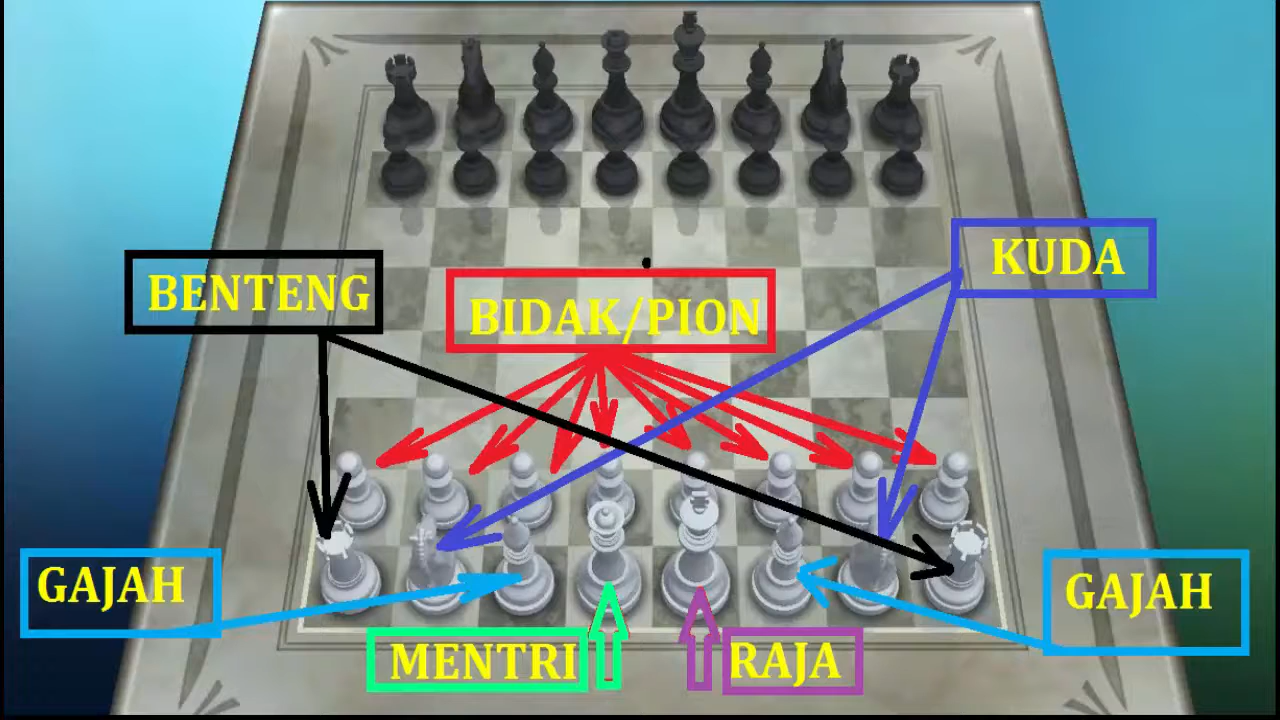 KUDA
BENTENG
BIDAK/PION
GAJAH
GAJAH
MENTRI
RAJA